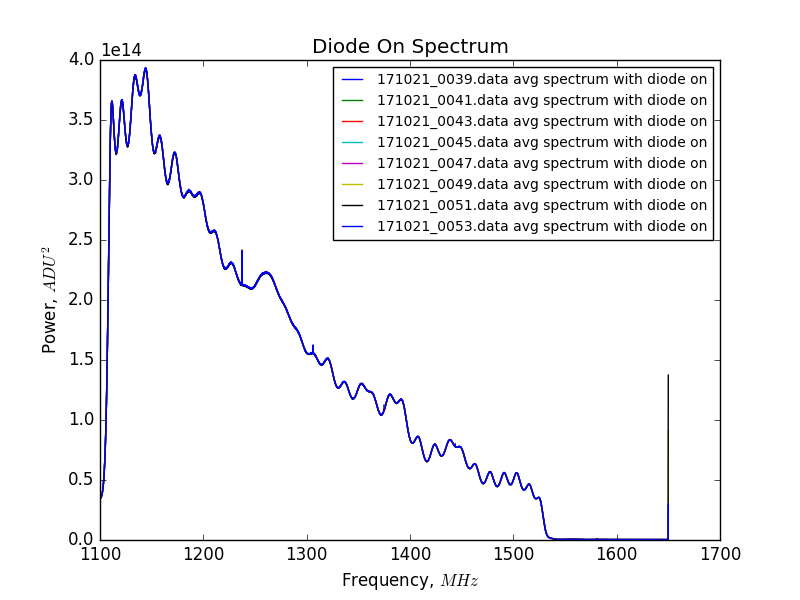 Diode On Spectrum
1e14
171021_0039.data avg spectrum with diode on
171021_0041.data avg spectrum with diode on
171021_0043.data avg spectrum with diode on
171021_0045.data avg spectrum with diode on
171021_0047.data avg spectrum with diode on
171021_0049.data avg spectrum with diode on
171021_0051.data avg spectrum with diode on
171021_0053.data avg spectrum with diode on
4.0
3.5
3.0
2.5
2.0
1.5
1.0
0.5
0.0
Power, ADU²
1100 1200 1300 1400 1500 1600 1700
Frequency, MHz